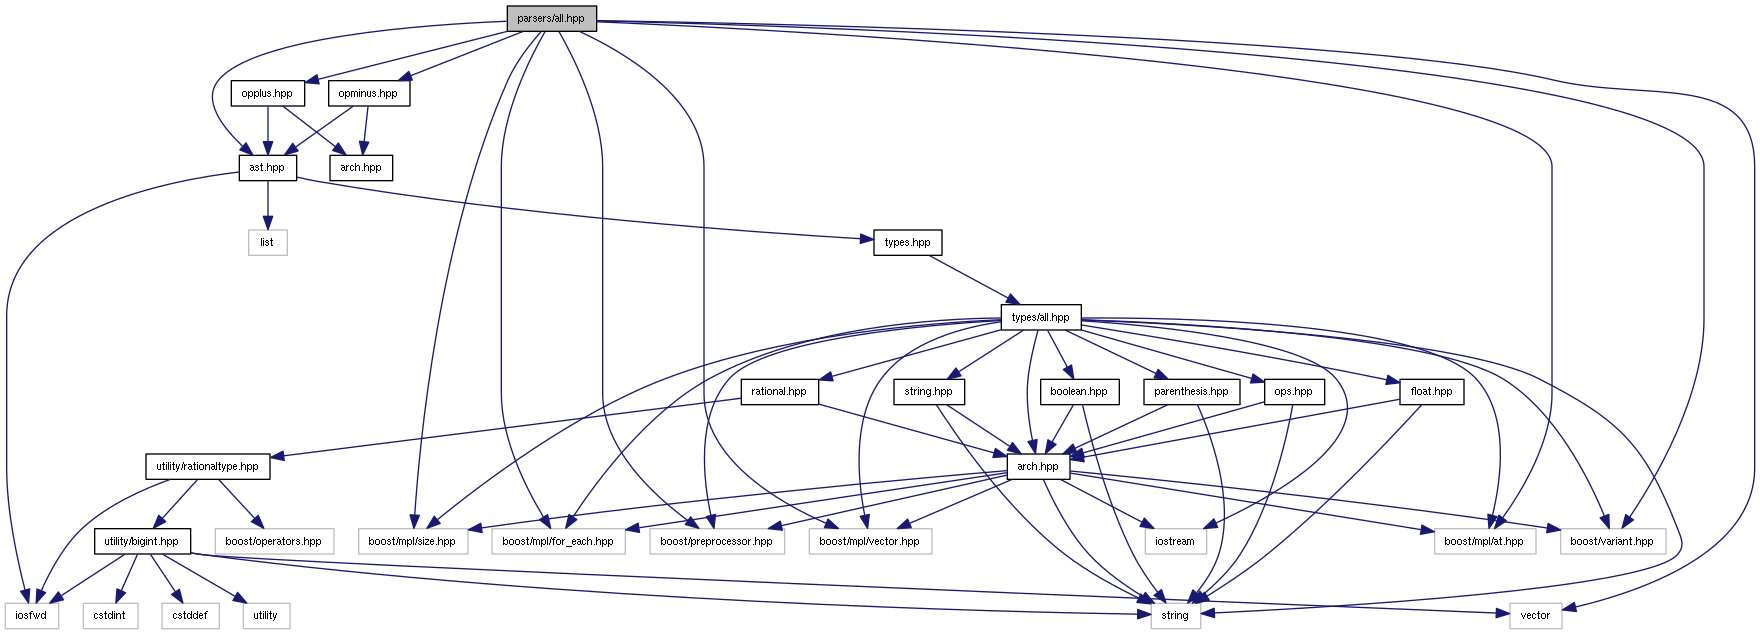 parsers/all.hpp
opplus.hpp
opminus.hpp
ast.hpp
arch.hpp
list
types.hpp
types/all.hpp
rational.hpp
string.hpp
boolean.hpp
parenthesis.hpp
ops.hpp
float.hpp
utility/rationaltype.hpp
arch.hpp
utility/bigint.hpp
boost/operators.hpp
boost/mpl/size.hpp
boost/mpl/for_each.hpp
boost/preprocessor.hpp
boost/mpl/vector.hpp
iostream
boost/mpl/at.hpp
boost/variant.hpp
iosfwd
cstdint
cstddef
utility
string
vector